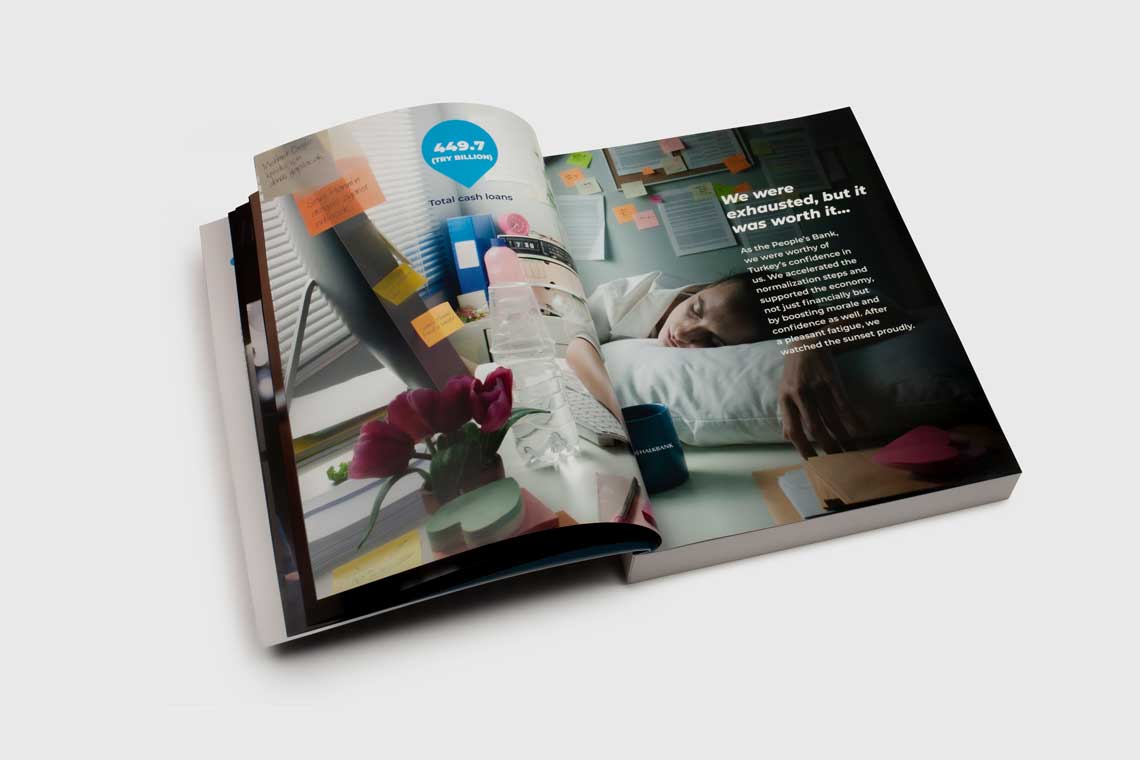 449.7
(TRY BILLION)
Total cash loans
We were
exhausted, but it
was worth it...
As the People's Bank,
we were worthy of
Turkey's confidence in
us. We accelerated the
normalization steps and
supported the economy,
not just financially but
by boosting morale and
confidence as well. After
a pleasant fatigue, we
watched the sunset proudly.
HALKBANK